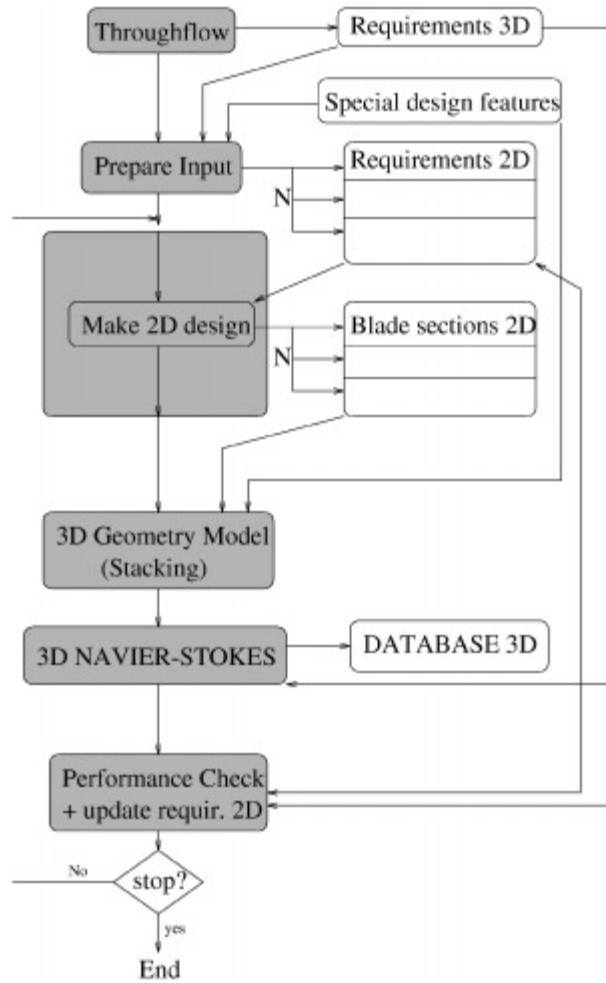 Throughflow
Requirements 3D
Special design features
Prepare Input
Requirements 2D
N
Make 2D design
Blade sections 2D
N
3D Geometry Model
(Stacking)
3D NAVIER-STOKES
DATABASE 3D
Performance Check
+ update requir. 2D
No
stop?
yes
End